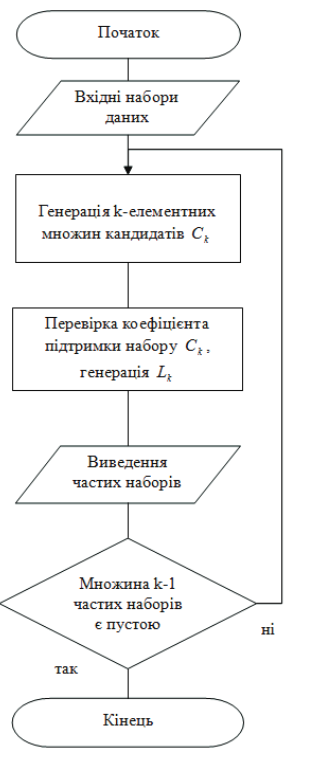 Початок
Вхідні набори
даних
Генерація k-елементних
множин кандидатів C_k
Перевірка коефіцієнта
підтримки набору C_k ,
генерація L_k
Виведення
частих наборів
Множина k-1
частих наборів
є пустою
ні
так
Кінець